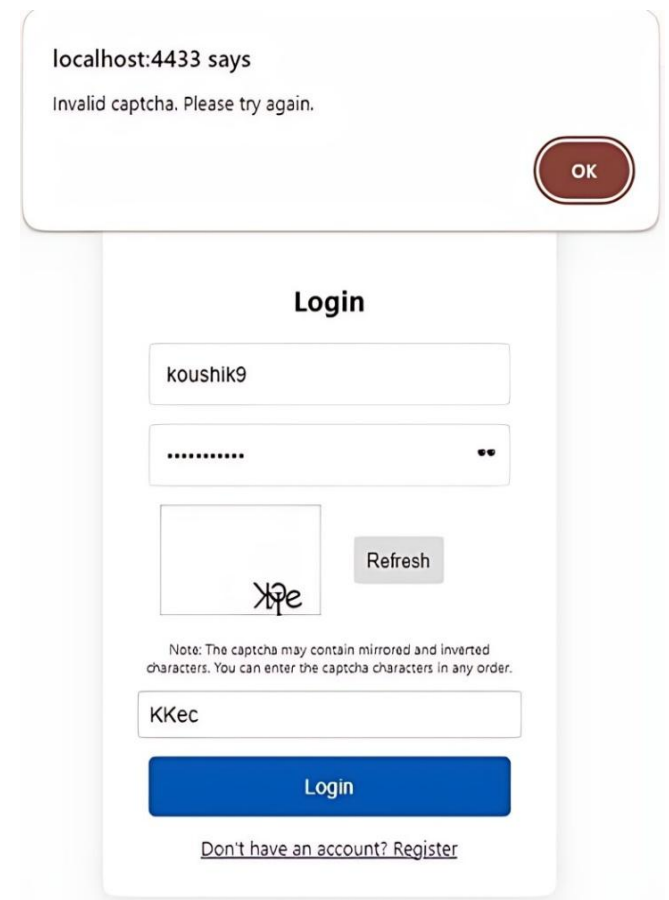 localhost:4433 says
Invalid captcha. Please try again.
OK
Login
koushik9
•••••••••••
Refresh
Note: The captcha may contain mirrored and inverted
characters. You can enter the captcha characters in any order.
KKec
Login
Don't have an account? Register